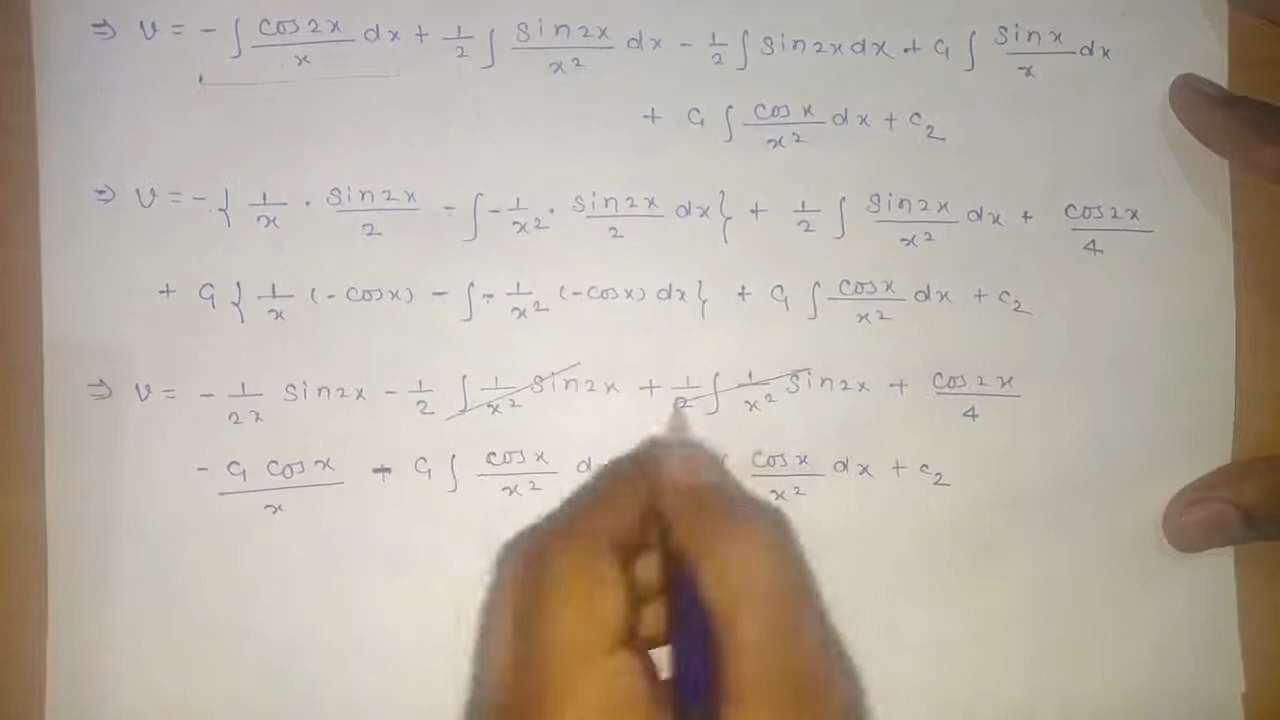 ⇒ v = - ∫ cos2x/x dx + 1/2 ∫ sin2x/x² dx - 1/2 ∫ sin2x dx + c₁ ∫ sinx/x dx
+ c₁ ∫ cosx/x² dx + c₂
⇒ v = - { 1/x · sin2x/2 - ∫ -1/x² · sin2x/2 dx } + 1/2 ∫ sin2x/x² dx + cos2x/4
+ c₁ { 1/x (-cosx) - ∫ -1/x² (-cosx) dx } + c₁ ∫ cosx/x² dx + c₂
⇒ v = - 1/2x sin2x - 1/2 ∫ 1/x² sin2x + 1/2 ∫ 1/x² sin2x + cos2x/4
- c₁ cosx/x - c₁ ∫ cosx/x² cosx/x² dx + c₂